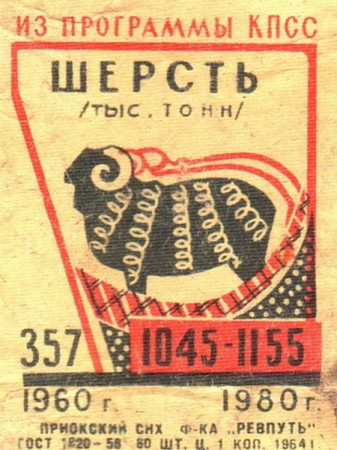 ИЗ ПРОГРАММЫ КПСС
ШЕРСТЬ
/ТЫС. ТОНН/
357 1045-1155
1960 г. 1980 г.
ПРИОКСКИЙ СНХ Ф-КА „РЕВПУТЬ"
ГОСТ 1820-56 60 ШТ. Ц. 1 КОП. 1964 г.